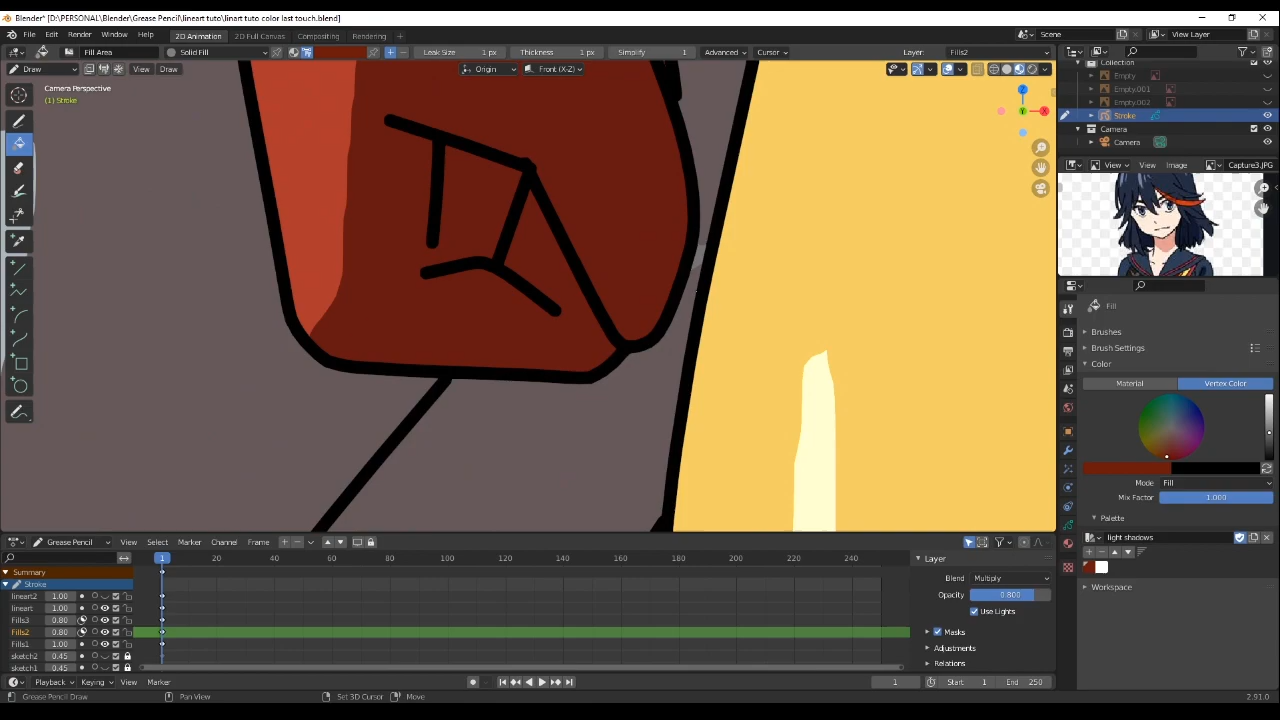 Blender* [D:\PERSONAL\Blender\Grease Pencil\lineart tuto\linart tuto color last touch.blend]
File Edit Render Window Help 2D Animation 2D Full Canvas Compositing Rendering + Scene View Layer
Fill Area Solid Fill Leak Size 1 px Thickness 1 px Simplify 1 Advanced Cursor Layer: Fills2
Draw View Draw Origin Front (X-Z)
Camera Perspective
(1) Stroke
Collection
Empty
Empty.001
Empty.002
Stroke
Camera
Camera
View View Image Capture3.JPG
Fill
Brushes
Brush Settings
Color
Material Vertex Color
Mode Fill
Mix Factor 1.000
Palette
light shadows
Workspace
Grease Pencil View Select Marker Channel Frame
1 20 40 60 80 100 120 140 160 180 200 220 240
Summary
Stroke
lineart2 1.00
lineart 1.00
Fills3 0.80
Fills2 0.80
Fills1 1.00
sketch2 0.45
sketch1 0.45
Layer
Blend Multiply
Opacity 0.800
Use Lights
Masks
Adjustments
Relations
Playback Keying View Marker 1 Start: 1 End 250
Grease Pencil Draw Pan View Set 3D Cursor Move 2.91.0